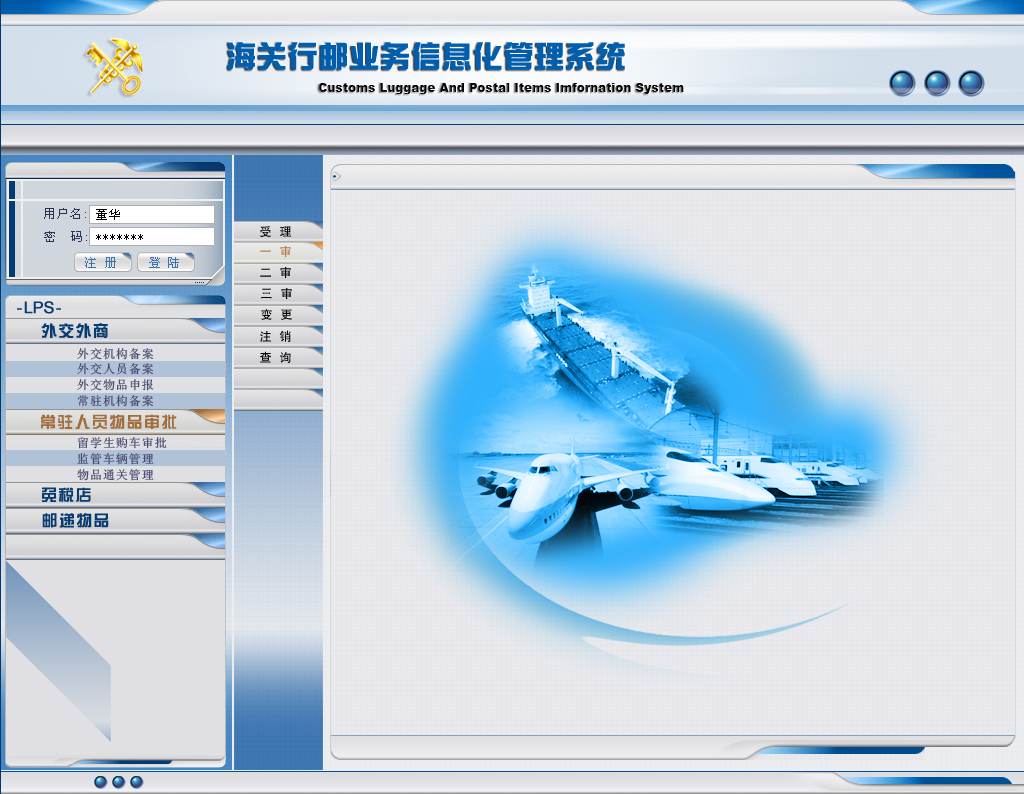 海关行邮业务信息化管理系统
Customs Luggage And Postal Items Imfornation System
用户名: 董华
密 码: *******
注 册 登 陆
-LPS-
外交外商
外交机构备案
外交人员备案
外交物品申报
常驻机构备案
常驻人员物品审批
留学生购车审批
监管车辆管理
物品通关管理
免税店
邮递物品
受 理
一 审
二 审
三 审
变 更
注 销
查 询